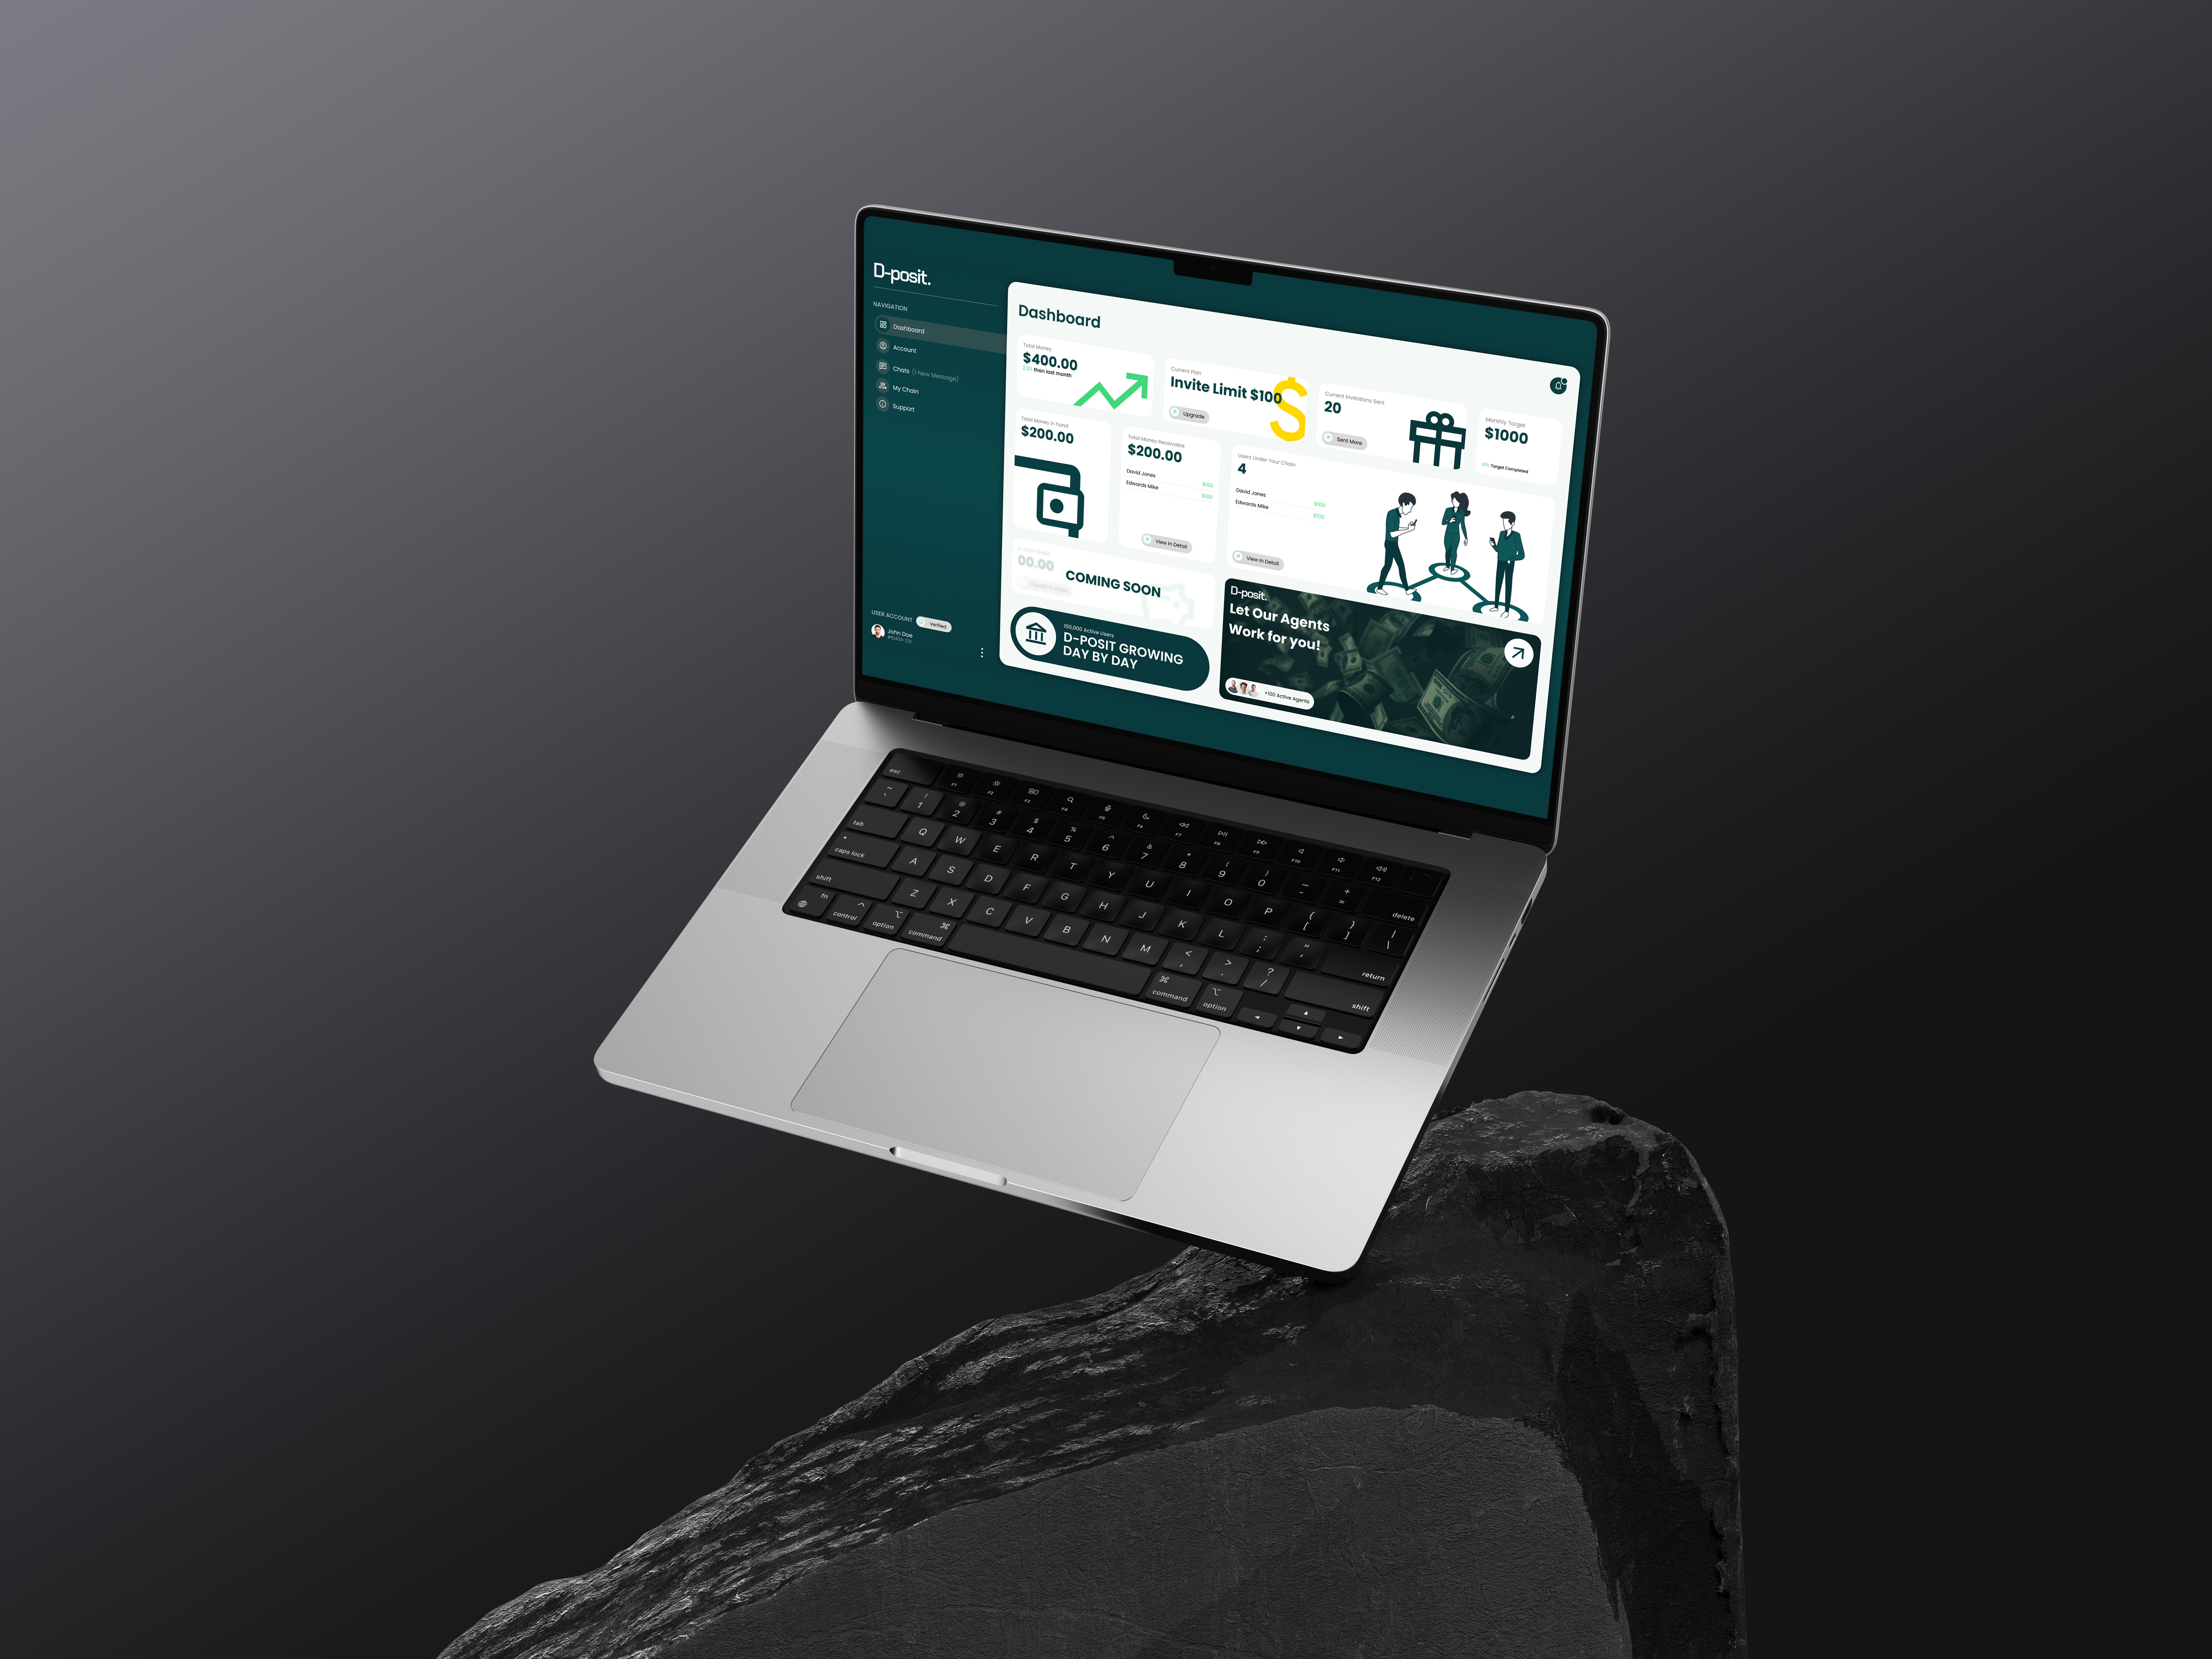 D-posit.
NAVIGATION
Dashboard
Account
Chats (1 New Message)
My Chain
Support
USER ACCOUNT
Verified
John Doe
Dashboard
Total Money
$400.00
than last month
Current Plan
Invite Limit $100
Upgrade
Current Invitations Sent
20
Sent More
Monthly Target
$1000
Target Completed
Total Money in hand
$200.00
Total Money Receivable
$200.00
David Jones $100
Edwards Mike $100
View In Detail
Users Under Your Chain
4
David Jones $100
Edwards Mike $100
View In Detail
00.00
COMING SOON
100,000 Active Users
D-POSIT GROWING
DAY BY DAY
D-posit.
Let Our Agents
Work for you!
+100 Active Agents
esc F1 F2 F3 F4 F5 F6 F7 F8 F9 F10 F11 F12
~ ` ! 1 @ 2 # 3 $ 4 % 5 ^ 6 & 7 * 8 ( 9 ) 0 — - + = delete
tab Q W E R T Y U I O P { [ } ] | \
caps lock A S D F G H J K L : ; " ' return
shift Z X C V B N M < , > . ? / shift
fn control option command command option